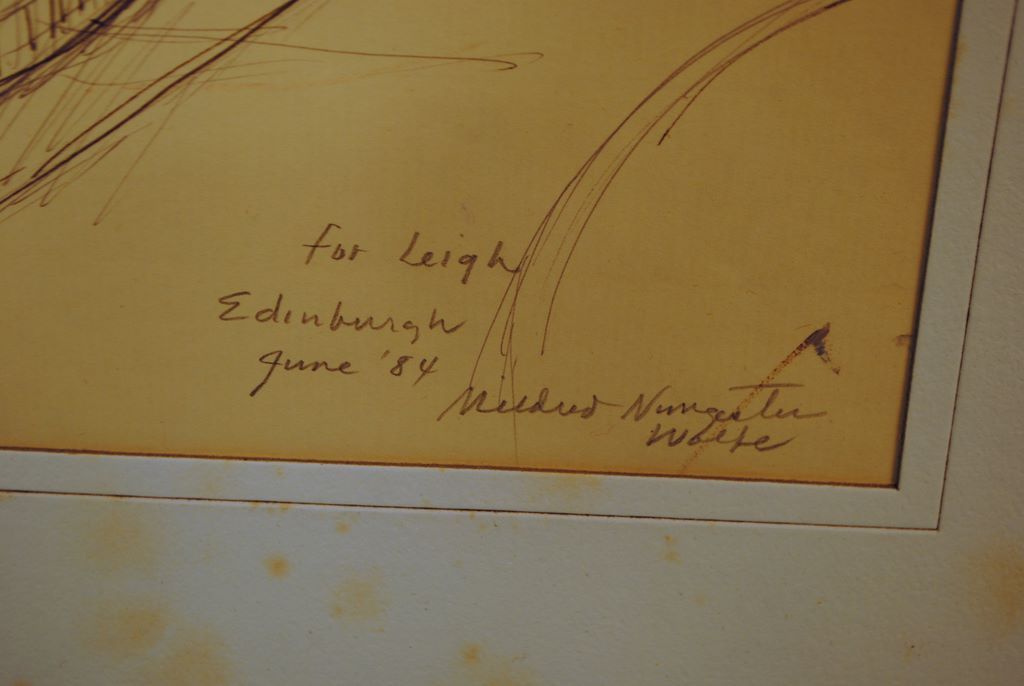 For Leigh
Edinburgh
June '84
Mildred Nungester
Wolfe